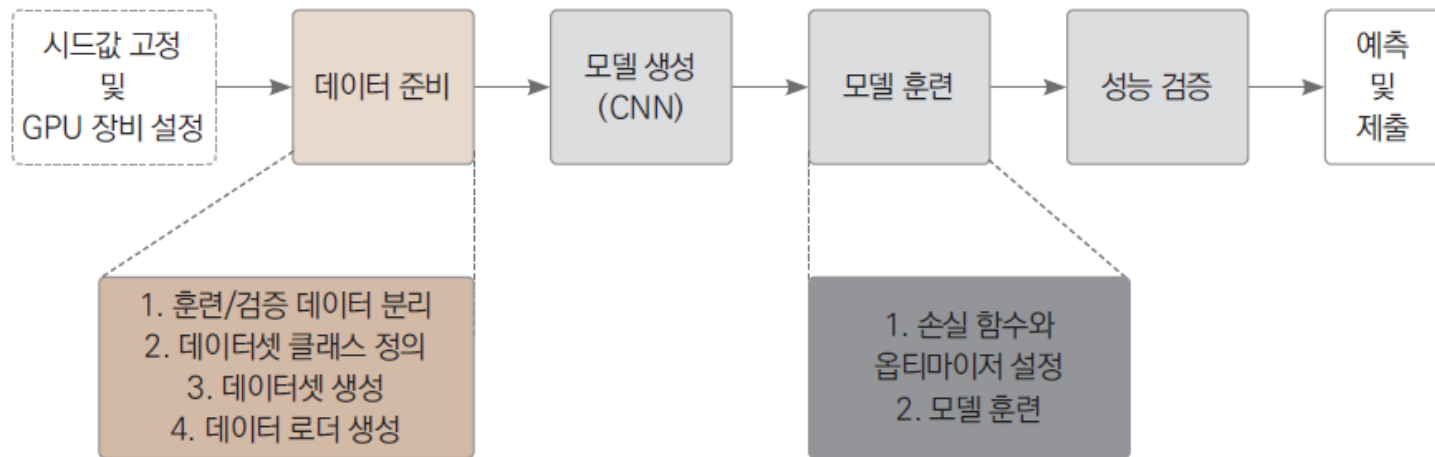 시드값 고정
및
GPU 장비 설정
데이터 준비
모델 생성
(CNN)
모델 훈련
성능 검증
예측
및
제출
1. 훈련/검증 데이터 분리
2. 데이터셋 클래스 정의
3. 데이터셋 생성
4. 데이터 로더 생성
1. 손실 함수와
옵티마이저 설정
2. 모델 훈련